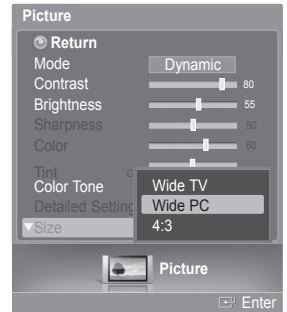 Picture
Return
Mode Dynamic
Contrast 80
Brightness 55
Sharpness 50
Color 60
Tint G
Color Tone
Detailed Setting
Size
Wide TV
Wide PC
4:3
Picture
Enter